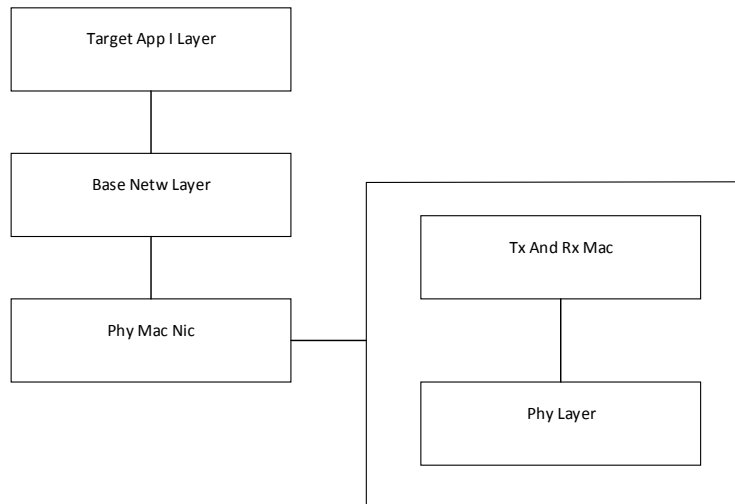 Target App I Layer
Base Netw Layer
Tx And Rx Mac
Phy Mac Nic
Phy Layer